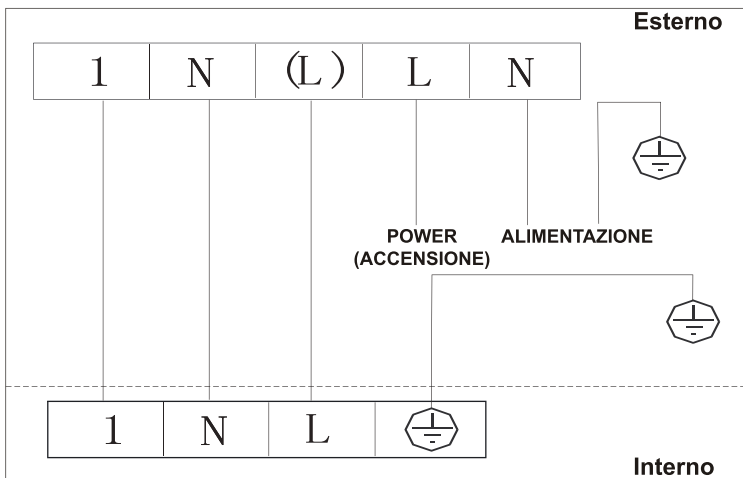 Esterno
1 N (L) L N
POWER ALIMENTAZIONE
(ACCENSIONE)
1 N L
Interno